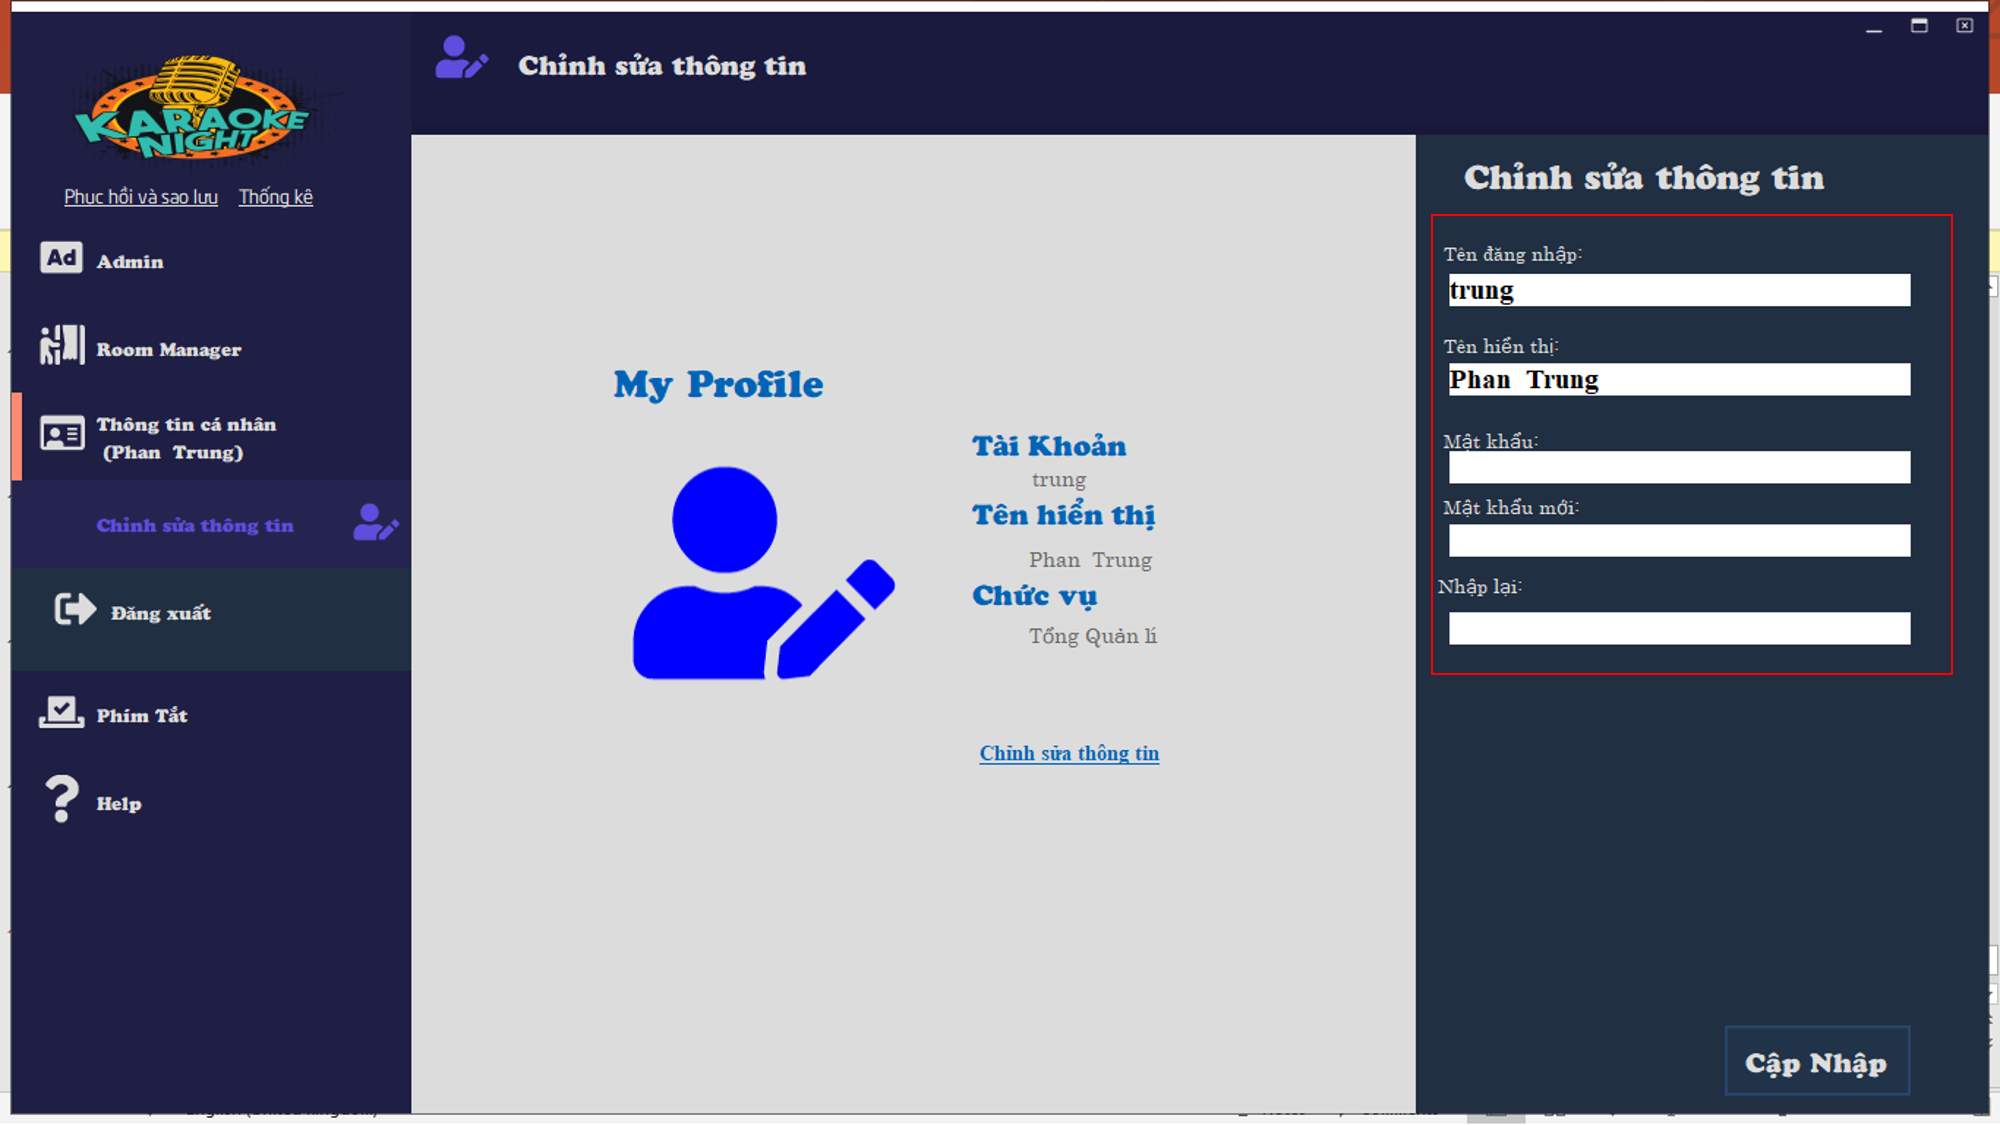 Chỉnh sửa thông tin
KARAOKE
NIGHT
Phục hồi và sao lưu Thống kê
Ad Admin
Room Manager
Thông tin cá nhân
(Phan Trung)
Chỉnh sửa thông tin
Đăng xuất
Phím Tắt
Help
My Profile
Tài Khoản
trung
Tên hiển thị
Phan Trung
Chức vụ
Tổng Quản lí
Chỉnh sửa thông tin
Chỉnh sửa thông tin
Tên đăng nhập:
trung
Tên hiển thị:
Phan Trung
Mật khẩu:
Mật khẩu mới:
Nhập lại:
Cập Nhập